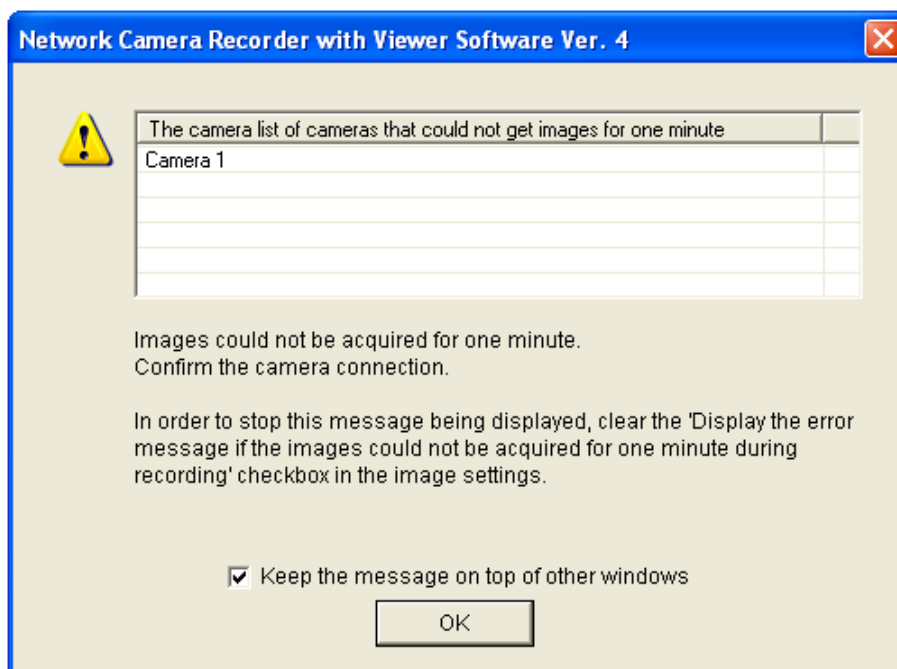 Network Camera Recorder with Viewer Software Ver. 4
The camera list of cameras that could not get images for one minute
Camera 1
Images could not be acquired for one minute.
Confirm the camera connection.
In order to stop this message being displayed, clear the 'Display the error
message if the images could not be acquired for one minute during
recording' checkbox in the image settings.
Keep the message on top of other windows
OK